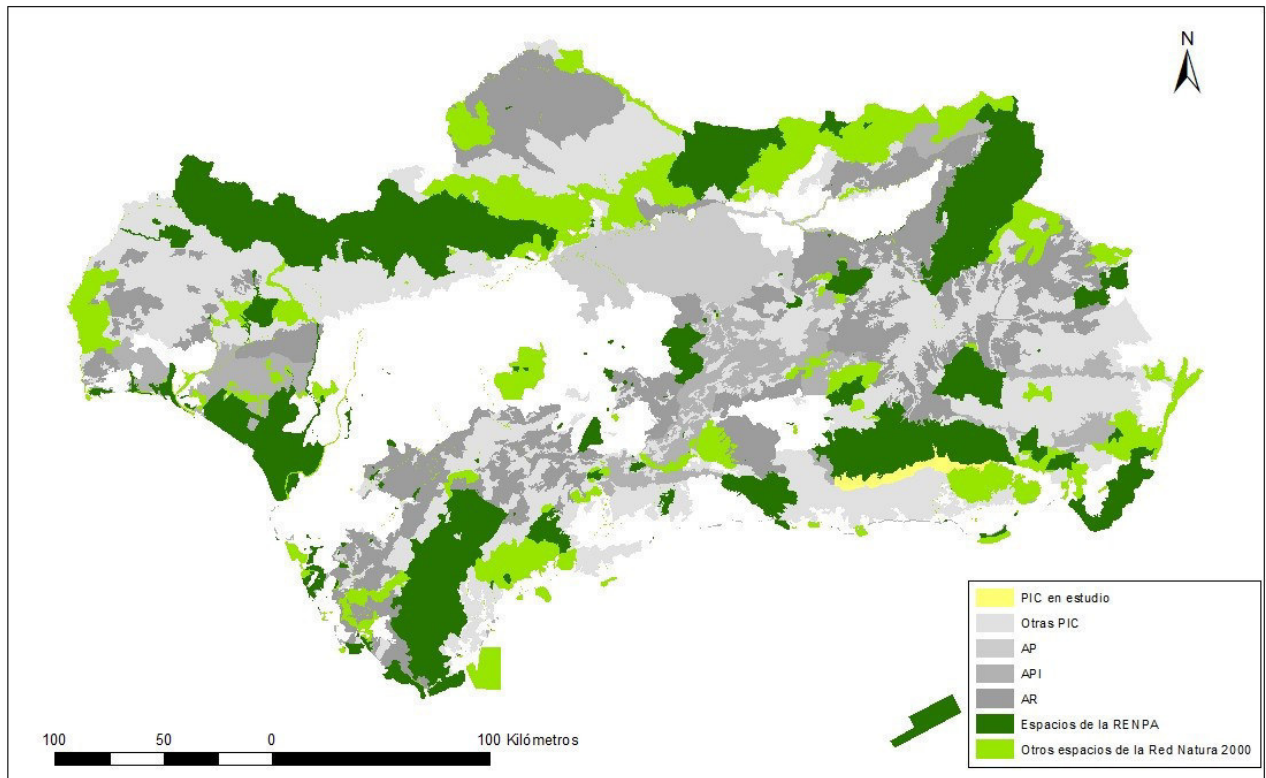 N
PIC en estudio
Otras PIC
AP
API
AR
Espacios de la RENPA
Otros espacios de la Red Natura 2000
100 50 0 100 Kilómetros